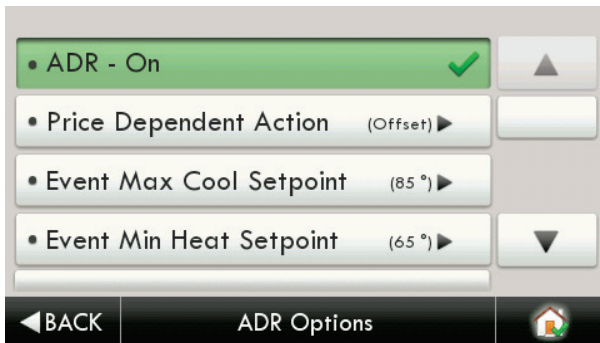 • ADR - On
• Price Dependent Action (Offset)
• Event Max Cool Setpoint (85 °)
• Event Min Heat Setpoint (65 °)
BACK ADR Options